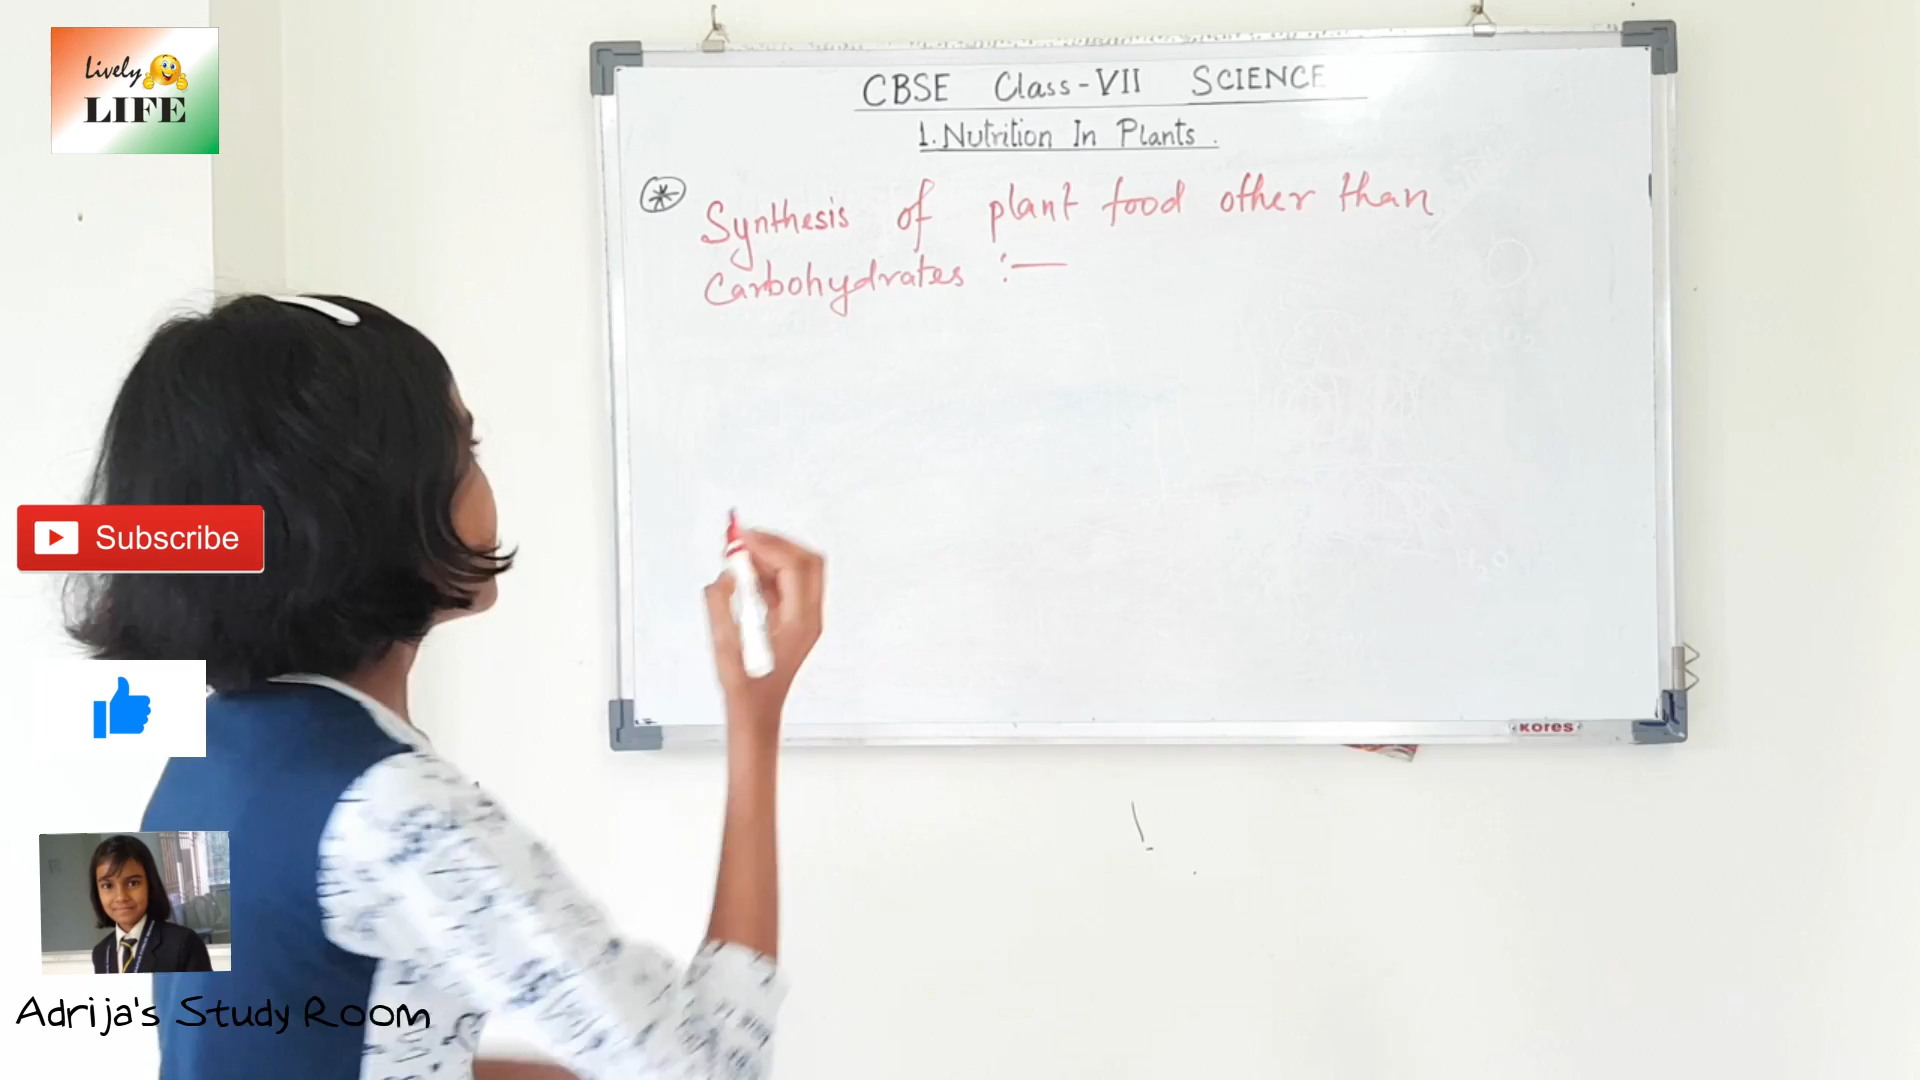 Lively
LIFE
CBSE Class-VII SCIENCE
1. Nutrition In Plants.
* Synthesis of plant food other than
Carbohydrates :—
Subscribe
Kores
Adrija's Study Room